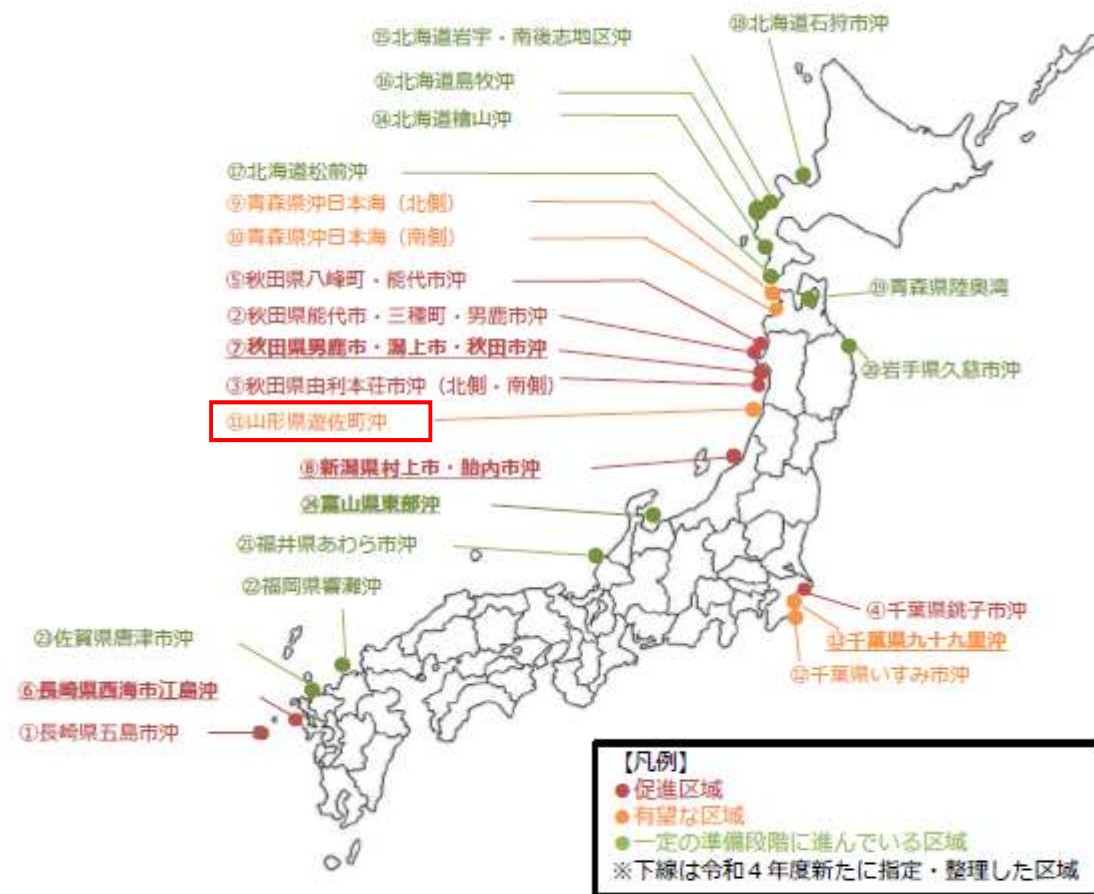 ⑮北海道岩宇・南後志地区沖
⑱北海道石狩市沖
⑯北海道島牧沖
⑭北海道檜山沖
⑰北海道松前沖
⑨青森県沖日本海（北側）
⑩青森県沖日本海（南側）
⑤秋田県八峰町・能代市沖
⑲青森県陸奥湾
②秋田県能代市・三種町・男鹿市沖
⑦秋田県男鹿市・潟上市・秋田市沖
⑳岩手県久慈市沖
③秋田県由利本荘市沖（北側・南側）
⑪山形県遊佐町沖
⑧新潟県村上市・胎内市沖
㉔富山県東部沖
㉑福井県あわら市沖
㉒福岡県響灘沖
④千葉県銚子市沖
㉓佐賀県唐津市沖
⑬千葉県九十九里沖
⑫千葉県いすみ市沖
⑥長崎県西海市江島沖
①長崎県五島市沖
【凡例】
●促進区域
●有望な区域
●一定の準備段階に進んでいる区域
※下線は令和４年度新たに指定・整理した区域